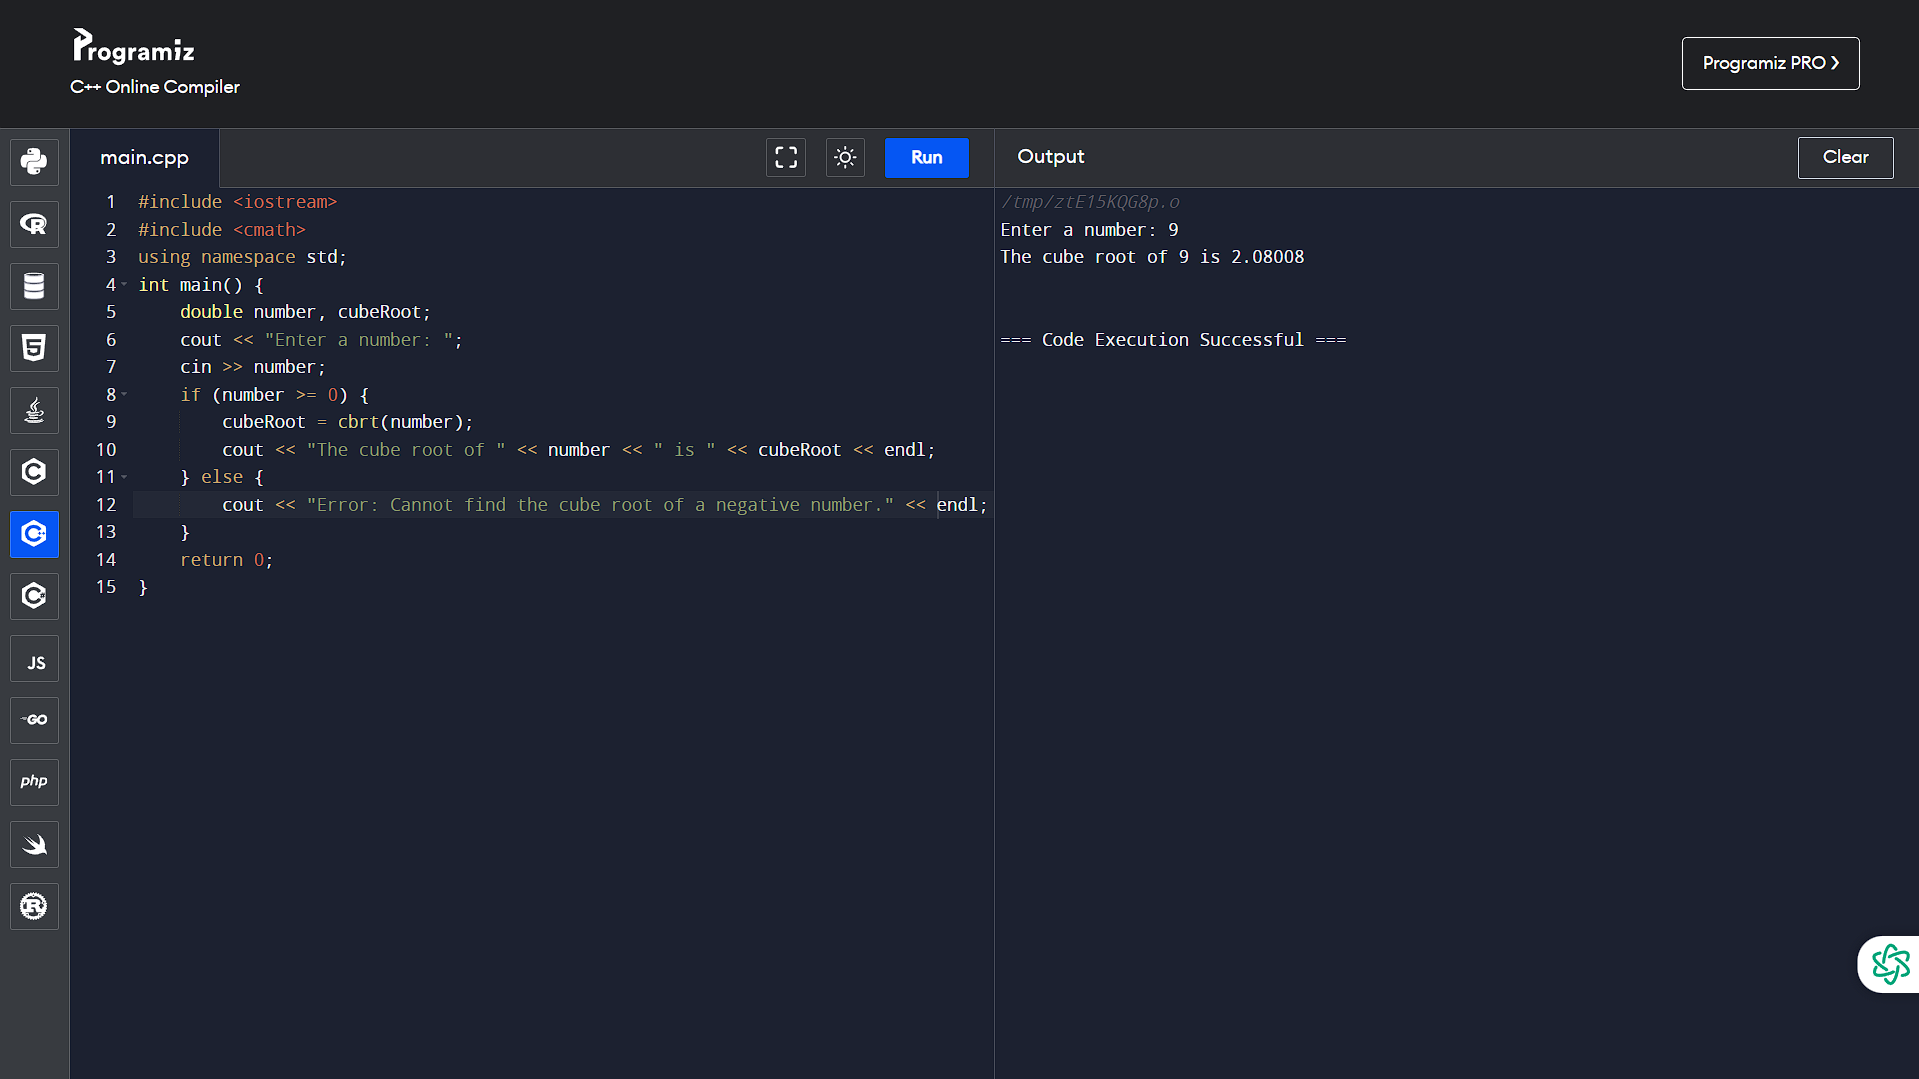 Programiz
C++ Online Compiler
Programiz PRO ❯
main.cpp
Run
Output
Clear
1 #include <iostream>
2 #include <cmath>
3 using namespace std;
4 int main() {
5     double number, cubeRoot;
6     cout << "Enter a number: ";
7     cin >> number;
8     if (number >= 0) {
9         cubeRoot = cbrt(number);
10         cout << "The cube root of " << number << " is " << cubeRoot << endl;
11     } else {
12         cout << "Error: Cannot find the cube root of a negative number." << endl;
13     }
14     return 0;
15 }
/tmp/ztE15KQG8p.o
Enter a number: 9
The cube root of 9 is 2.08008
=== Code Execution Successful ===
R
5
C
C++
C#
JS
GO
php
R